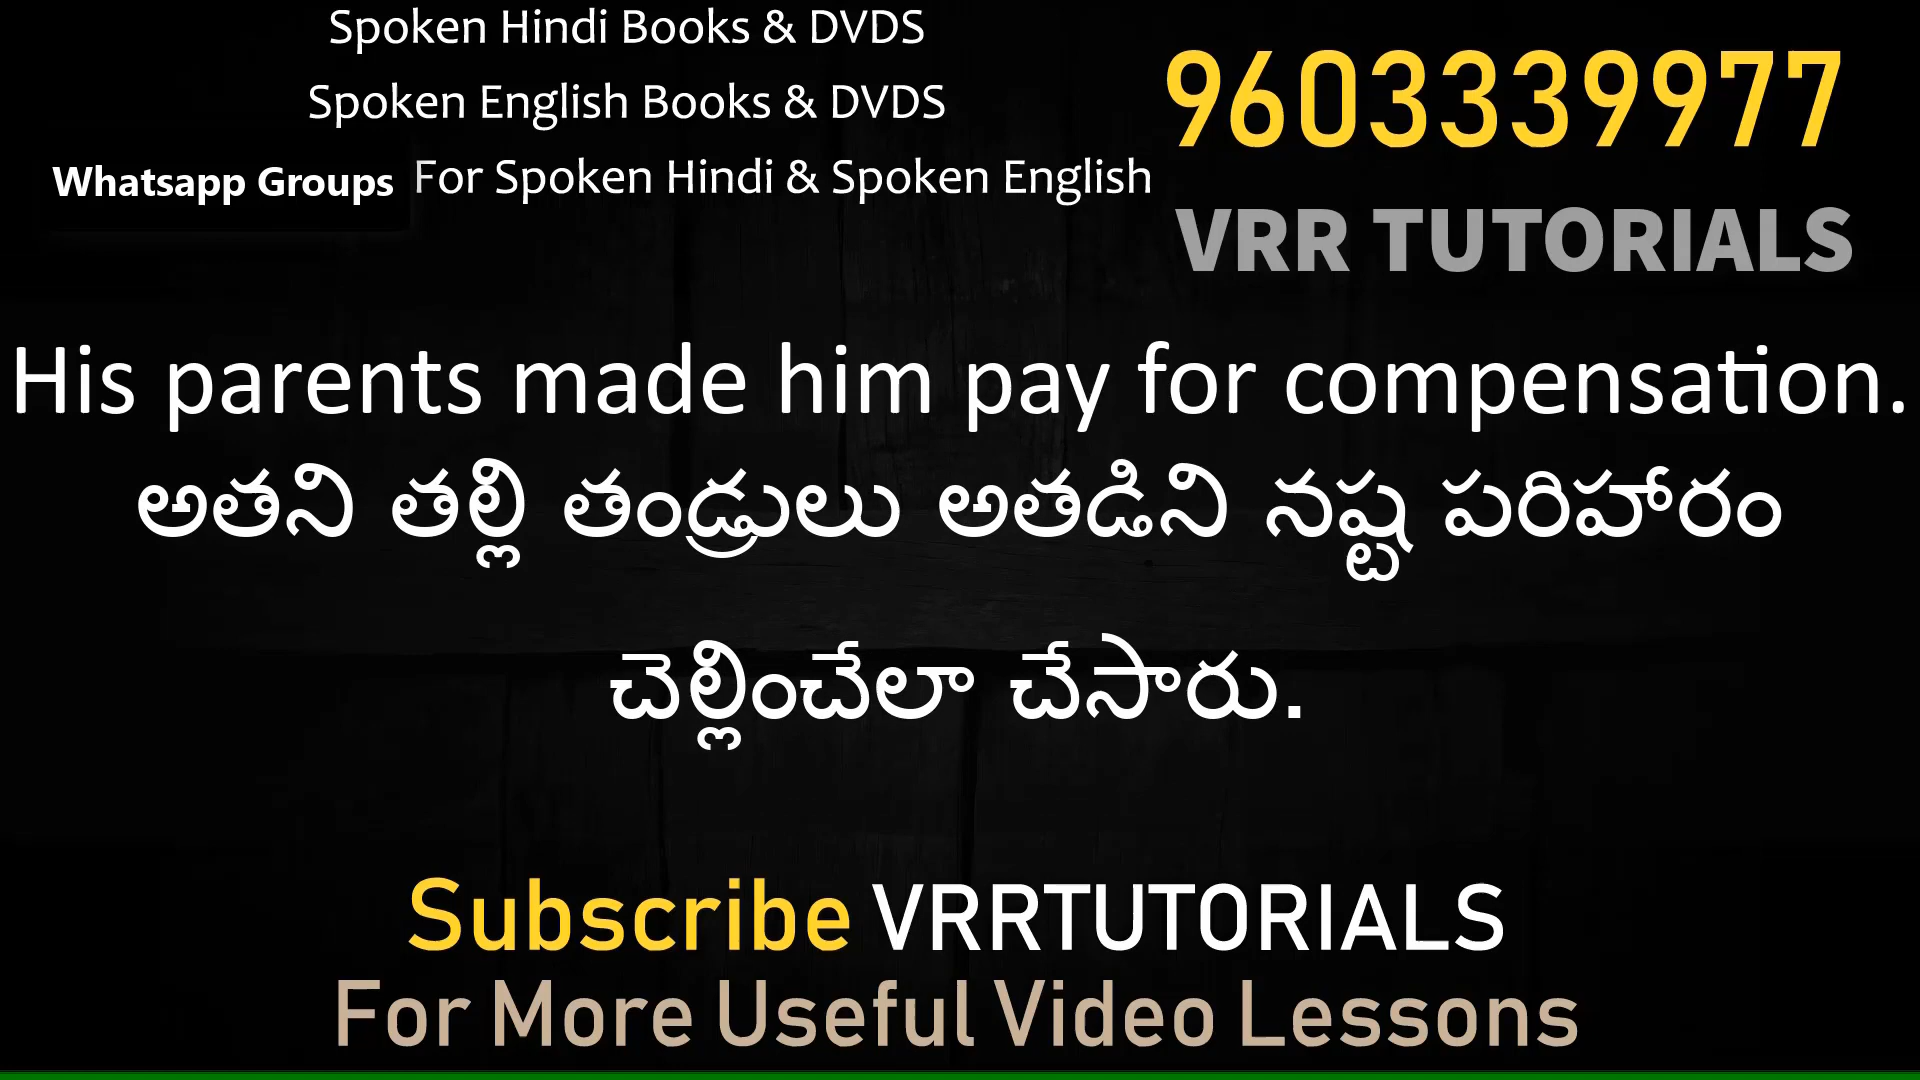 Spoken Hindi Books & DVDS
Spoken English Books & DVDS
Whatsapp Groups For Spoken Hindi & Spoken English
9603339977
VRR TUTORIALS
His parents made him pay for compensation.
అతని తల్లి తండ్రులు అతడిని నష్ట పరిహారం
చెల్లించేలా చేసారు.
Subscribe VRRTUTORIALS
For More Useful Video Lessons